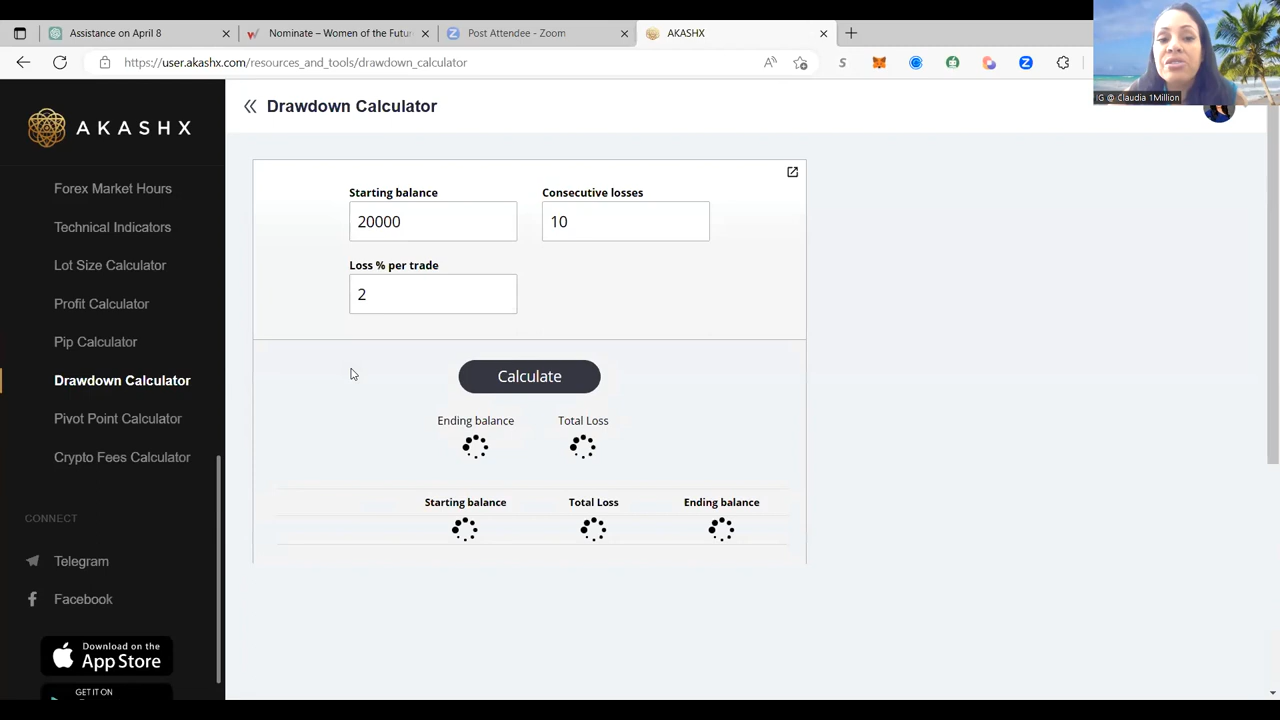 Assistance on April 8
Nominate – Women of the Futur
Post Attendee - Zoom
AKASHX
https://user.akashx.com/resources_and_tools/drawdown_calculator
IG @ Claudia 1Million
AKASHX
Drawdown Calculator
Forex Market Hours
Technical Indicators
Lot Size Calculator
Profit Calculator
Pip Calculator
Drawdown Calculator
Pivot Point Calculator
Crypto Fees Calculator
CONNECT
Telegram
Facebook
Download on the
App Store
GET IT ON
Starting balance
Consecutive losses
20000
10
Loss % per trade
2
Calculate
Ending balance
Total Loss
Starting balance
Total Loss
Ending balance